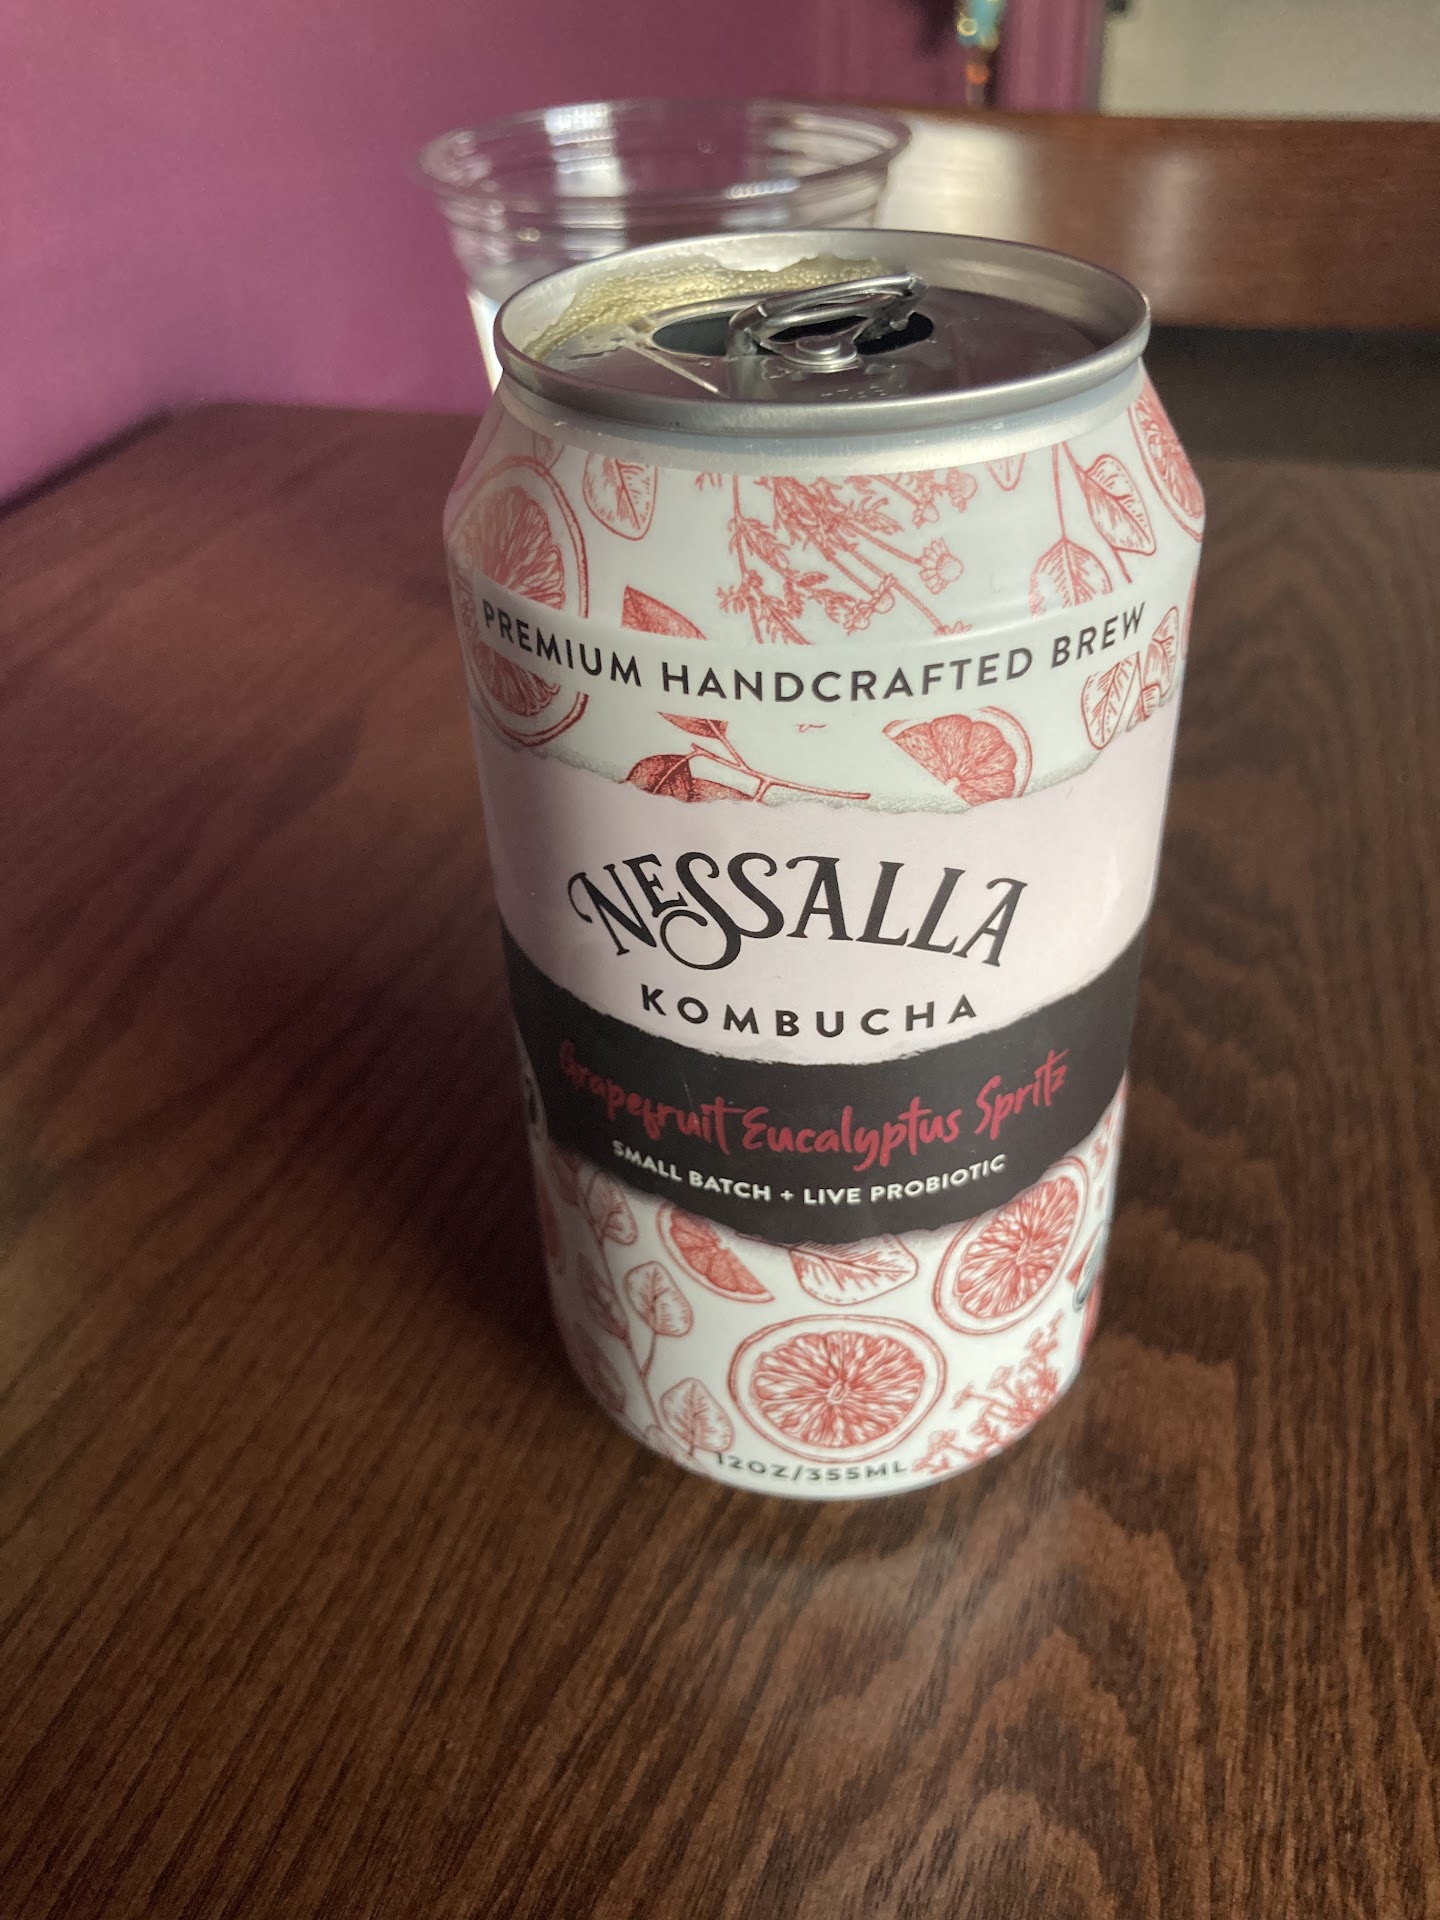 PREMIUM HANDCRAFTED BREW
NESSALLA
KOMBUCHA
Grapefruit Eucalyptus Spritz
SMALL BATCH + LIVE PROBIOTIC
12OZ/355ML